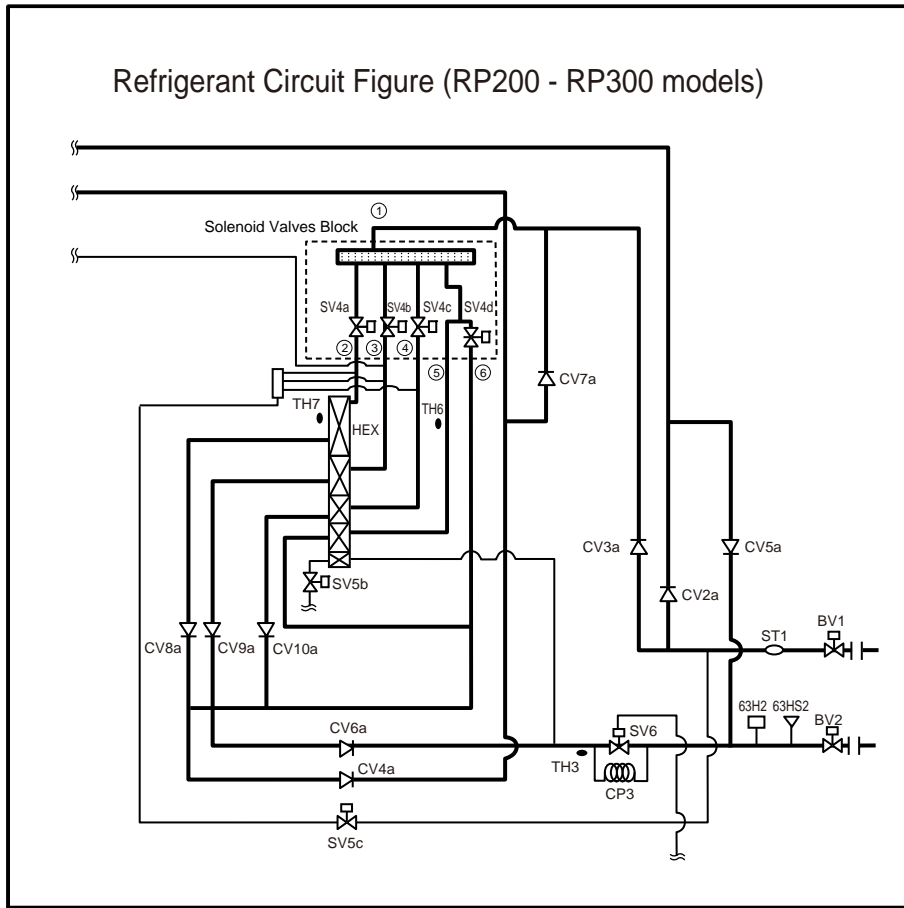 Refrigerant Circuit Figure (RP200 - RP300 models)
①
Solenoid Valves Block
SV4a
SV4b
SV4c
SV4d
②
③
④
⑤
⑥
CV7a
TH7
HEX
TH6
CV3a
CV5a
SV5b
CV2a
CV8a
CV9a
CV10a
ST1
BV1
CV6a
SV6
63H2
63HS2
BV2
TH3
CV4a
CP3
SV5c